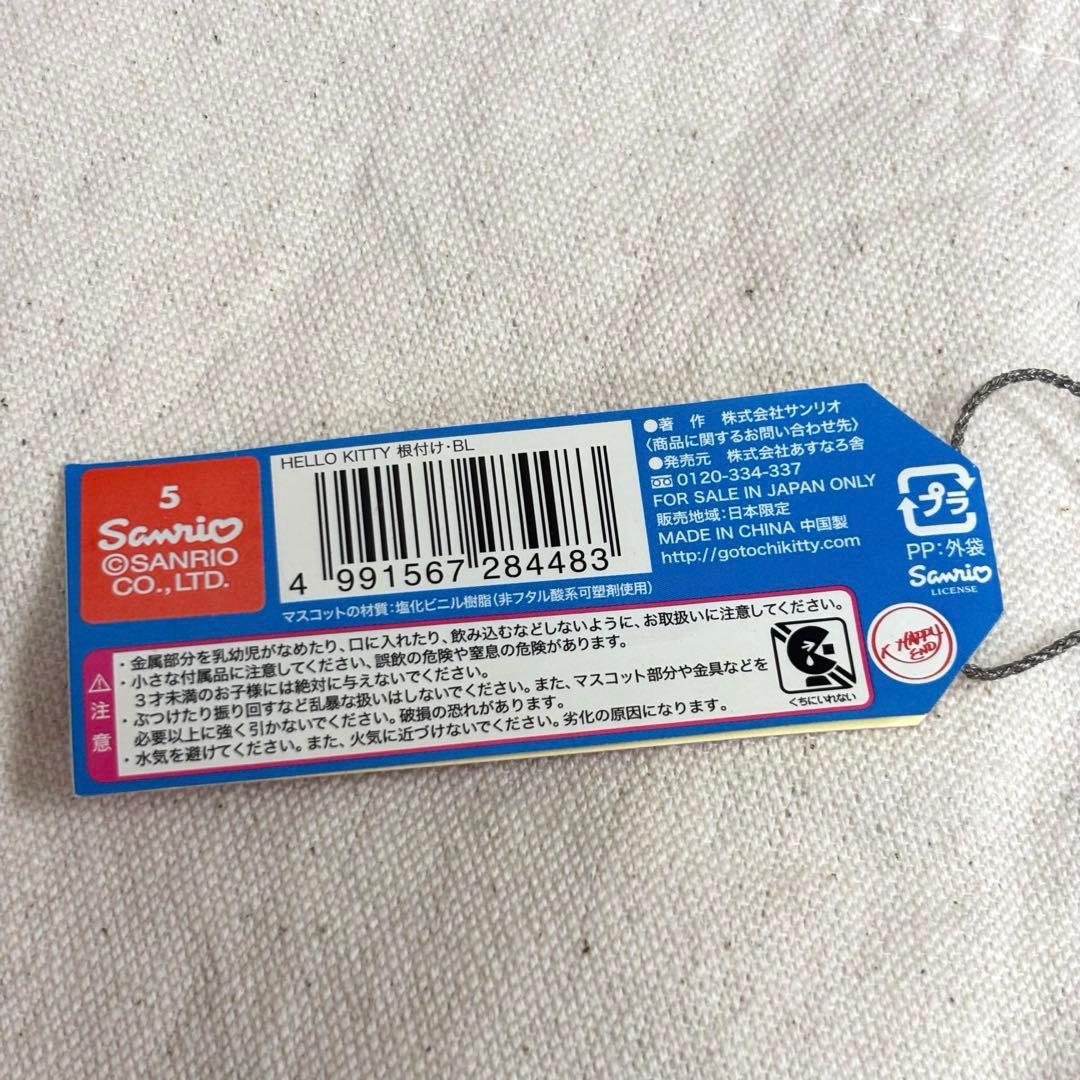 5
Sanrio
©SANRIO
CO., LTD.
HELLO KITTY 根付け・BL
4 991567 284483
●著　作　株式会社サンリオ
〈商品に関するお問い合わせ先〉
●発売元　株式会社あすなろ舎
0120-334-337
FOR SALE IN JAPAN ONLY
販売地域：日本限定
MADE IN CHINA 中国製
http://gotochikitty.com
プラ
PP：外袋
Sanrio
LICENSE
HAPPY
END
マスコットの材質：塩化ビニル樹脂（非フタル酸系可塑剤使用）
注意
・金属部分を乳幼児がなめたり、口に入れたり、飲み込むなどしないように、お取扱いに注意してください。
・小さな付属品に注意してください、誤飲の危険や窒息の危険があります。
3才未満のお子様には絶対に与えないでください。
・ぶつけたり振り回すなど乱暴な扱いはしないでください。また、マスコット部分や金具などを
必要以上に強く引かないでください。破損の恐れがあります。
・水気を避けてください。また、火気に近づけないでください。劣化の原因になります。
くちにいれない